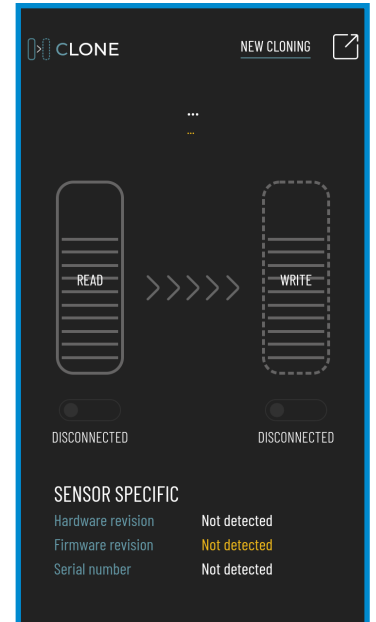 CLONE
NEW CLONING
...
...
READ
WRITE
DISCONNECTED
DISCONNECTED
SENSOR SPECIFIC
Hardware revision Not detected
Firmware revision Not detected
Serial number Not detected